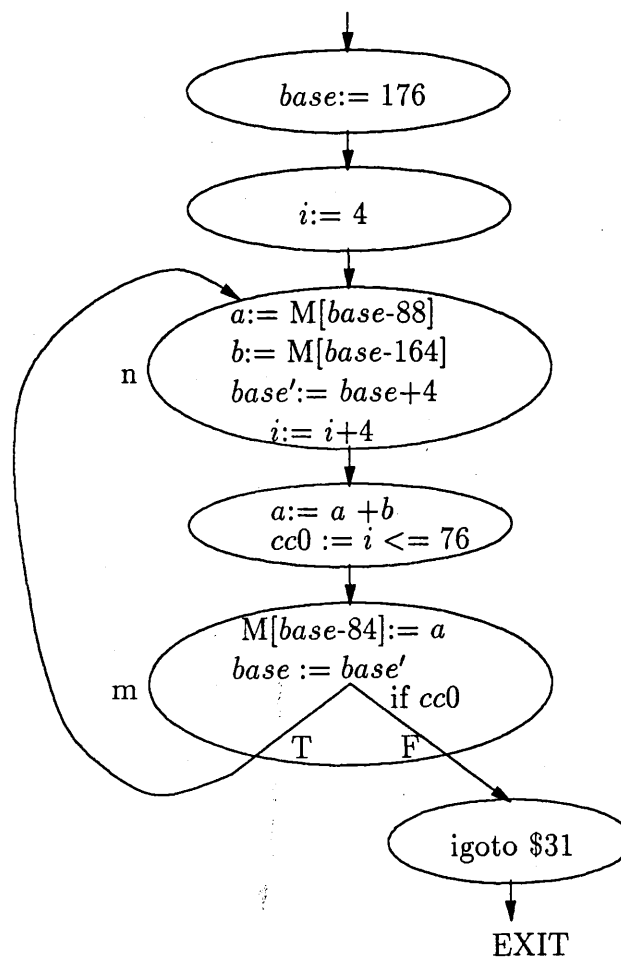 base:= 176
i:= 4
a:= M[base-88]
b:= M[base-164]
n
base':= base+4
i:= i+4
a:= a +b
cc0 := i <= 76
M[base-84]:= a
base := base'
m
if cc0
T F
igoto $31
EXIT